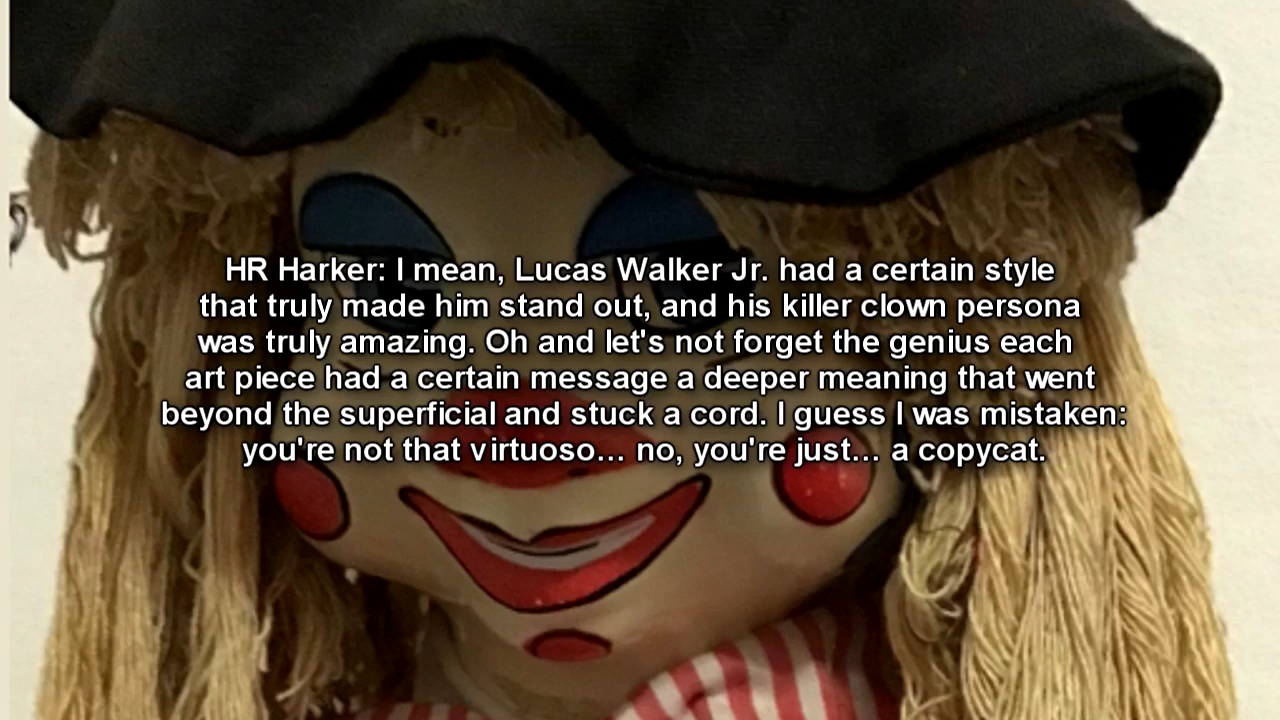 HR Harker: I mean, Lucas Walker Jr. had a certain style
that truly made him stand out, and his killer clown persona
was truly amazing. Oh and let's not forget the genius each
art piece had a certain message a deeper meaning that went
beyond the superficial and stuck a cord. I guess I was mistaken:
you're not that virtuoso... no, you're just... a copycat.